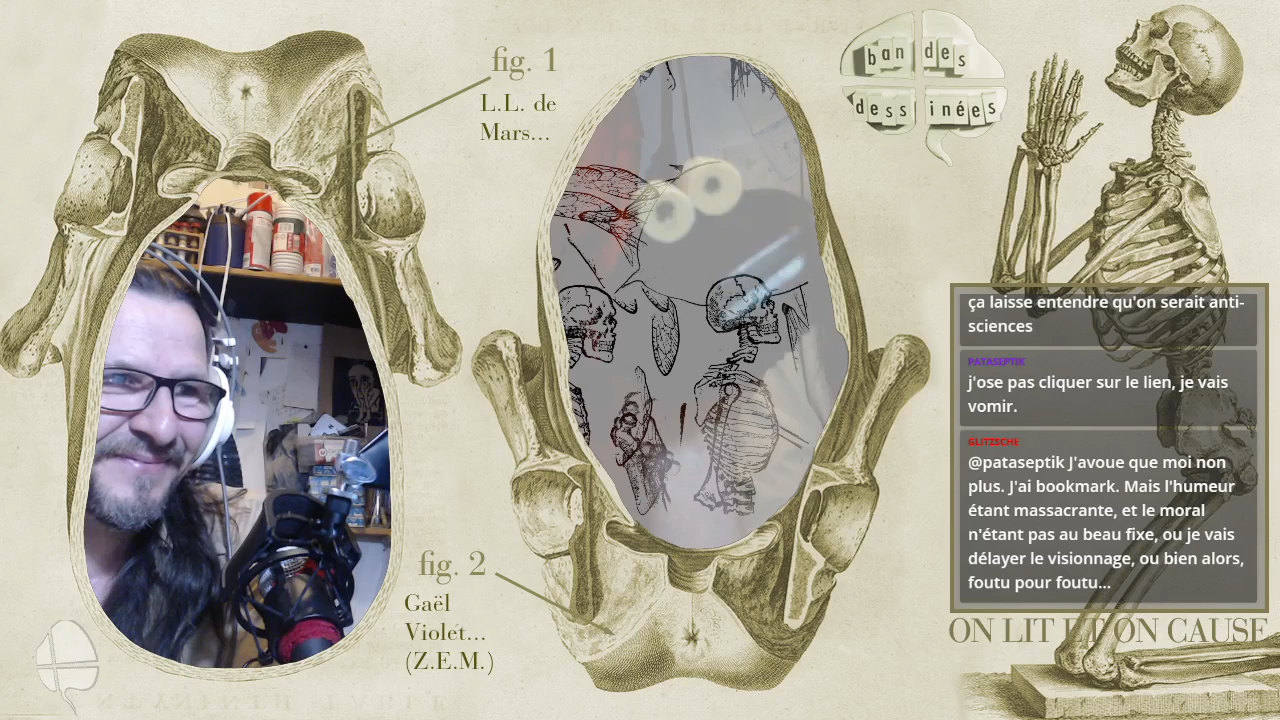 fig. 1
L.L. de
Mars...
ban des
dess inées
ça laisse entendre qu'on serait anti-
sciences
PATASEPTIK
j'ose pas cliquer sur le lien, je vais
vomir.
GLITZSCHE
@pataseptik J'avoue que moi non
plus. J'ai bookmark. Mais l'humeur
étant massacrante, et le moral
n'étant pas au beau fixe, ou je vais
délayer le visionnage, ou bien alors,
foutu pour foutu...
fig. 2
Gaël
Violét...
(Z.E.M.)
ON LIT ET ON CAUSE